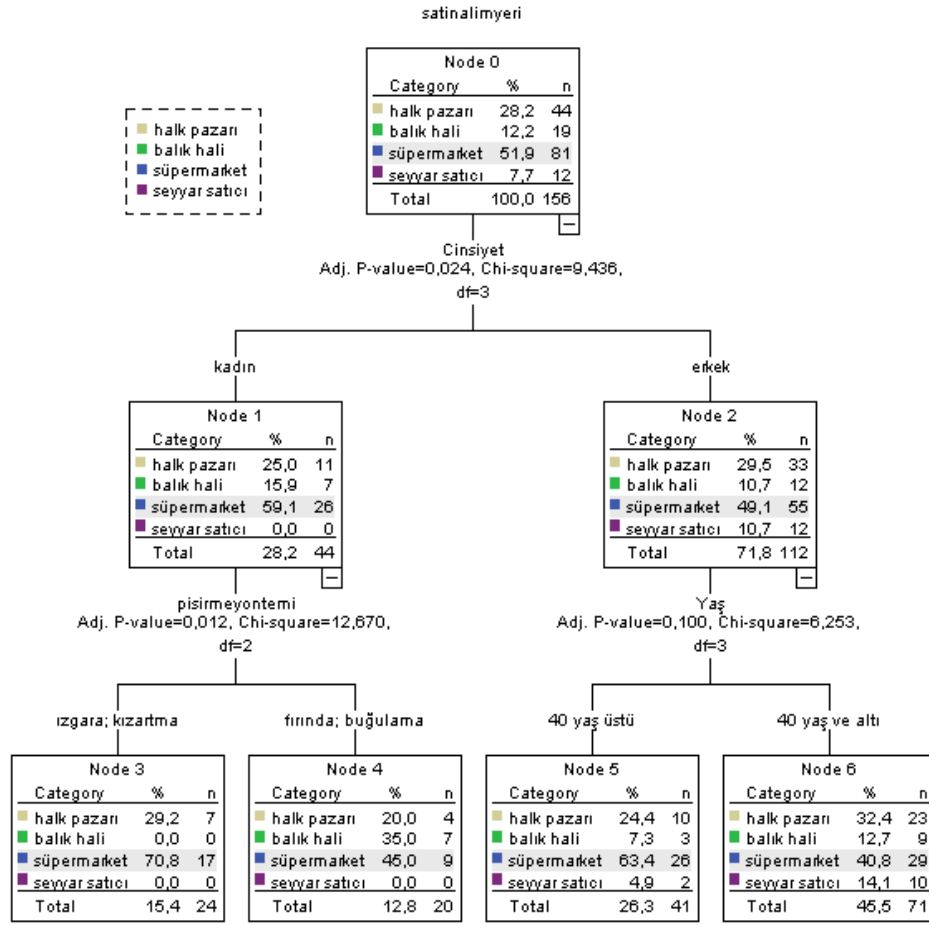 satinalimyeri
Node 0
Category % n
halk pazarı 28,2 44
balık hali 12,2 19
süpermarket 51,9 81
seyyar satıcı 7,7 12
Total 100,0 156
halk pazarı
balık hali
süpermarket
seyyar satıcı
Cinsiyet
Adj. P-value=0,024, Chi-square=9,436,
df=3
kadın
erkek
Node 1
Category % n
halk pazarı 25,0 11
balık hali 15,9 7
süpermarket 59,1 26
seyyar satıcı 0,0 0
Total 28,2 44
Node 2
Category % n
halk pazarı 29,5 33
balık hali 10,7 12
süpermarket 49,1 55
seyyar satıcı 10,7 12
Total 71,8 112
pisirmeyontemi
Adj. P-value=0,012, Chi-square=12,670,
df=2
Yaş
Adj. P-value=0,100, Chi-square=6,253,
df=3
ızgara; kızartma
fırında; buğulama
40 yaş üstü
40 yaş ve altı
Node 3
Category % n
halk pazarı 29,2 7
balık hali 0,0 0
süpermarket 70,8 17
seyyar satıcı 0,0 0
Total 15,4 24
Node 4
Category % n
halk pazarı 20,0 4
balık hali 35,0 7
süpermarket 45,0 9
seyyar satıcı 0,0 0
Total 12,8 20
Node 5
Category % n
halk pazarı 24,4 10
balık hali 7,3 3
süpermarket 63,4 26
seyyar satıcı 4,9 2
Total 26,3 41
Node 6
Category % n
halk pazarı 32,4 23
balık hali 12,7 9
süpermarket 40,8 29
seyyar satıcı 14,1 10
Total 45,5 71